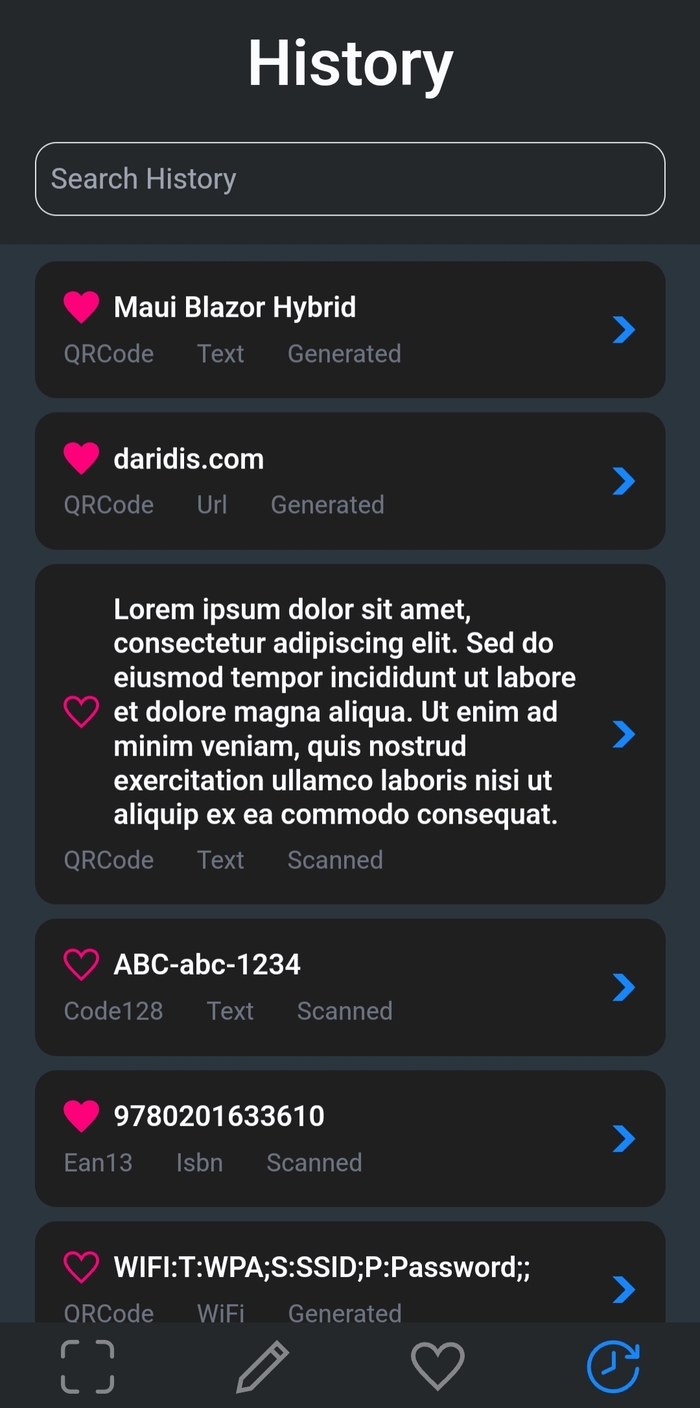 History
Search History
Maui Blazor Hybrid
QRCode Text Generated
daridis.com
QRCode Url Generated
Lorem ipsum dolor sit amet,
consectetur adipiscing elit. Sed do
eiusmod tempor incididunt ut labore
et dolore magna aliqua. Ut enim ad
minim veniam, quis nostrud
exercitation ullamco laboris nisi ut
aliquip ex ea commodo consequat.
QRCode Text Scanned
ABC-abc-1234
Code128 Text Scanned
9780201633610
Ean13 Isbn Scanned
WIFI:T:WPA;S:SSID;P:Password;;
QRCode WiFi Generated